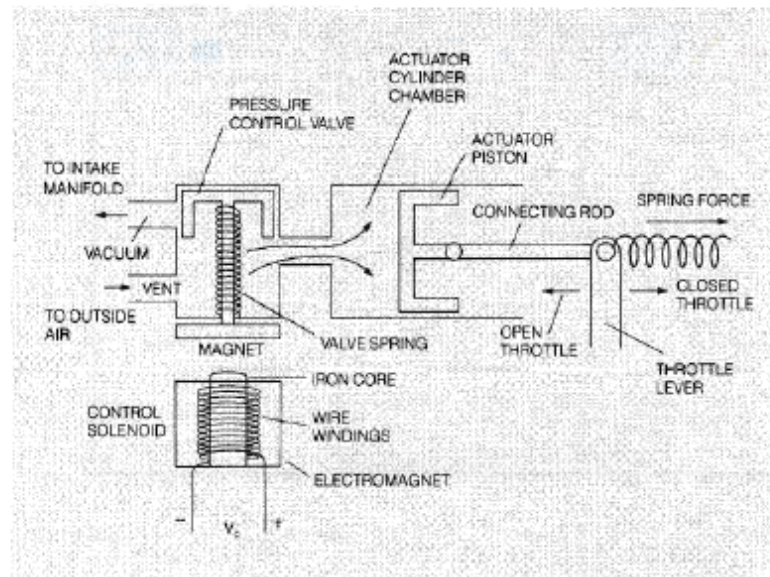 ACTUATOR
CYLINDER
CHAMBER
PRESSURE
CONTROL VALVE
ACTUATOR
PISTON
TO INTAKE
MANIFOLD
SPRING FORCE
CONNECTING ROD
VACUUM
VENT
CLOSED
THROTTLE
TO OUTSIDE
AIR
VALVE SPRING
OPEN
THROTTLE
MAGNET
THROTTLE
LEVER
IRON CORE
CONTROL
SOLENOID
WIRE
WINDINGS
ELECTROMAGNET